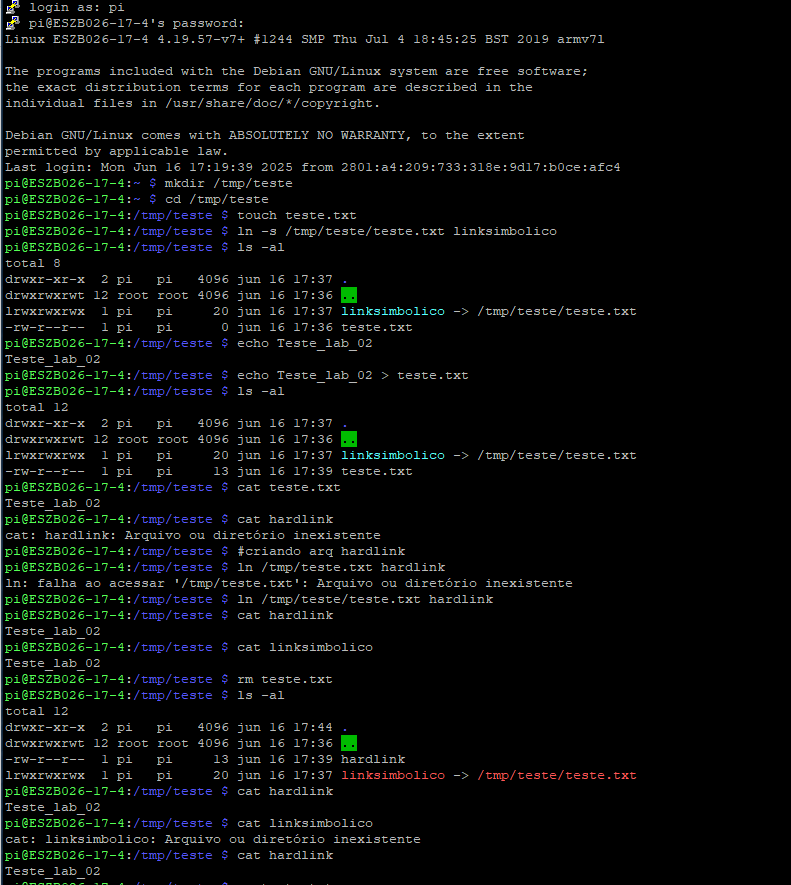 login as: pi
pi@ESZB026-17-4's password:
Linux ESZB026-17-4 4.19.57-v7+ #1244 SMP Thu Jul 4 18:45:25 BST 2019 armv7l

The programs included with the Debian GNU/Linux system are free software;
the exact distribution terms for each program are described in the
individual files in /usr/share/doc/*/copyright.

Debian GNU/Linux comes with ABSOLUTELY NO WARRANTY, to the extent
permitted by applicable law.
Last login: Mon Jun 16 17:19:39 2025 from 2801:a4:209:733:318e:9d17:b0ce:afc4
pi@ESZB026-17-4:~ $ mkdir /tmp/teste
pi@ESZB026-17-4:~ $ cd /tmp/teste
pi@ESZB026-17-4:/tmp/teste $ touch teste.txt
pi@ESZB026-17-4:/tmp/teste $ ln -s /tmp/teste/teste.txt linksimbolico
pi@ESZB026-17-4:/tmp/teste $ ls -al
total 8
drwxr-xr-x  2 pi   pi   4096 jun 16 17:37 .
drwxrwxrwt 12 root root 4096 jun 16 17:36 ..
lrwxrwxrwx  1 pi   pi     20 jun 16 17:37 linksimbolico -> /tmp/teste/teste.txt
-rw-r--r--  1 pi   pi      0 jun 16 17:36 teste.txt
pi@ESZB026-17-4:/tmp/teste $ echo Teste_lab_02
Teste_lab_02
pi@ESZB026-17-4:/tmp/teste $ echo Teste_lab_02 > teste.txt
pi@ESZB026-17-4:/tmp/teste $ ls -al
total 12
drwxr-xr-x  2 pi   pi   4096 jun 16 17:37 .
drwxrwxrwt 12 root root 4096 jun 16 17:36 ..
lrwxrwxrwx  1 pi   pi     20 jun 16 17:37 linksimbolico -> /tmp/teste/teste.txt
-rw-r--r--  1 pi   pi     13 jun 16 17:39 teste.txt
pi@ESZB026-17-4:/tmp/teste $ cat teste.txt
Teste_lab_02
pi@ESZB026-17-4:/tmp/teste $ cat hardlink
cat: hardlink: Arquivo ou diretório inexistente
pi@ESZB026-17-4:/tmp/teste $ #criando arq hardlink
pi@ESZB026-17-4:/tmp/teste $ ln /tmp/teste.txt hardlink
ln: falha ao acessar '/tmp/teste.txt': Arquivo ou diretório inexistente
pi@ESZB026-17-4:/tmp/teste $ ln /tmp/teste/teste.txt hardlink
pi@ESZB026-17-4:/tmp/teste $ cat hardlink
Teste_lab_02
pi@ESZB026-17-4:/tmp/teste $ cat linksimbolico
Teste_lab_02
pi@ESZB026-17-4:/tmp/teste $ rm teste.txt
pi@ESZB026-17-4:/tmp/teste $ ls -al
total 12
drwxr-xr-x  2 pi   pi   4096 jun 16 17:44 .
drwxrwxrwt 12 root root 4096 jun 16 17:36 ..
-rw-r--r--  1 pi   pi     13 jun 16 17:39 hardlink
lrwxrwxrwx  1 pi   pi     20 jun 16 17:37 linksimbolico -> /tmp/teste/teste.txt
pi@ESZB026-17-4:/tmp/teste $ cat hardlink
Teste_lab_02
pi@ESZB026-17-4:/tmp/teste $ cat linksimbolico
cat: linksimbolico: Arquivo ou diretório inexistente
pi@ESZB026-17-4:/tmp/teste $ cat hardlink
Teste_lab_02